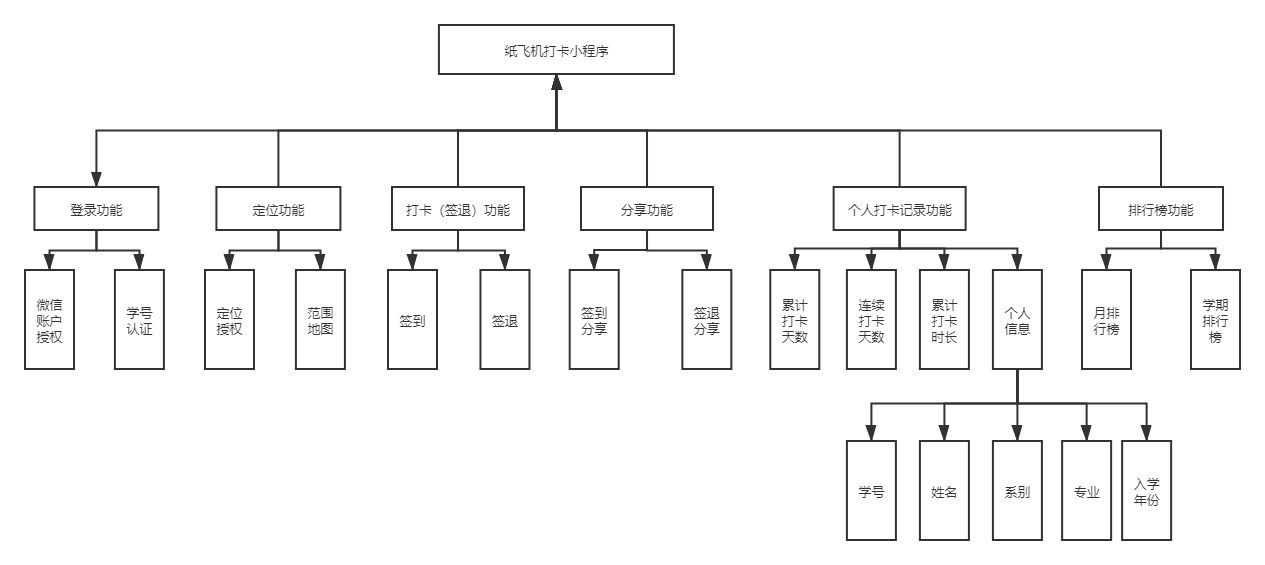 纸飞机打卡小程序
登录功能
定位功能
打卡（签退）功能
分享功能
个人打卡记录功能
排行榜功能
微信
账户
授权
学号
认证
定位
授权
范围
地图
签到
签退
签到
分享
签退
分享
累计
打卡
天数
连续
打卡
天数
累计
打卡
时长
个人
信息
月排
行榜
学期
排行
榜
学号
姓名
系别
专业
入学
年份